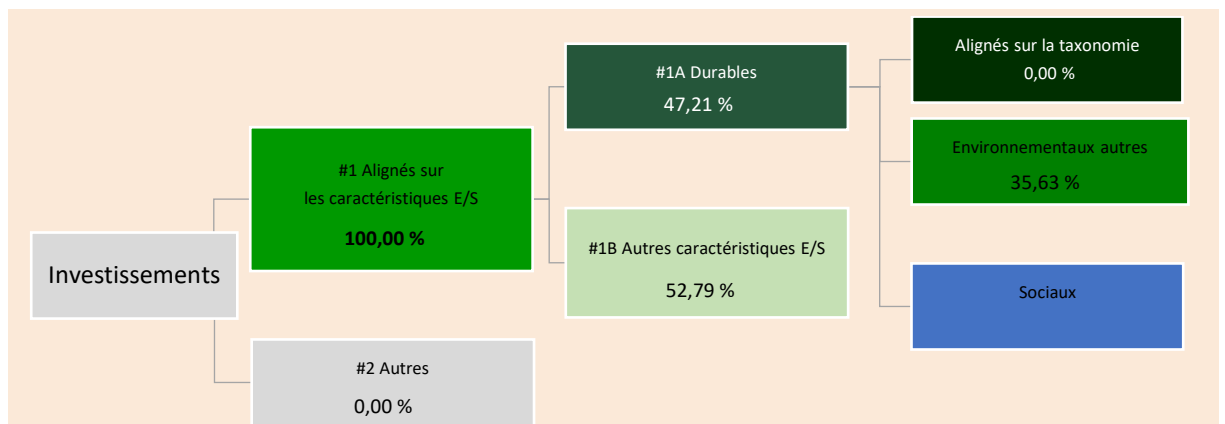 Investissements
#1 Alignés sur
les caractéristiques E/S
100,00 %
#2 Autres
0,00 %
#1A Durables
47,21 %
#1B Autres caractéristiques E/S
52,79 %
Alignés sur la taxonomie
0,00 %
Environnementaux autres
35,63 %
Sociaux